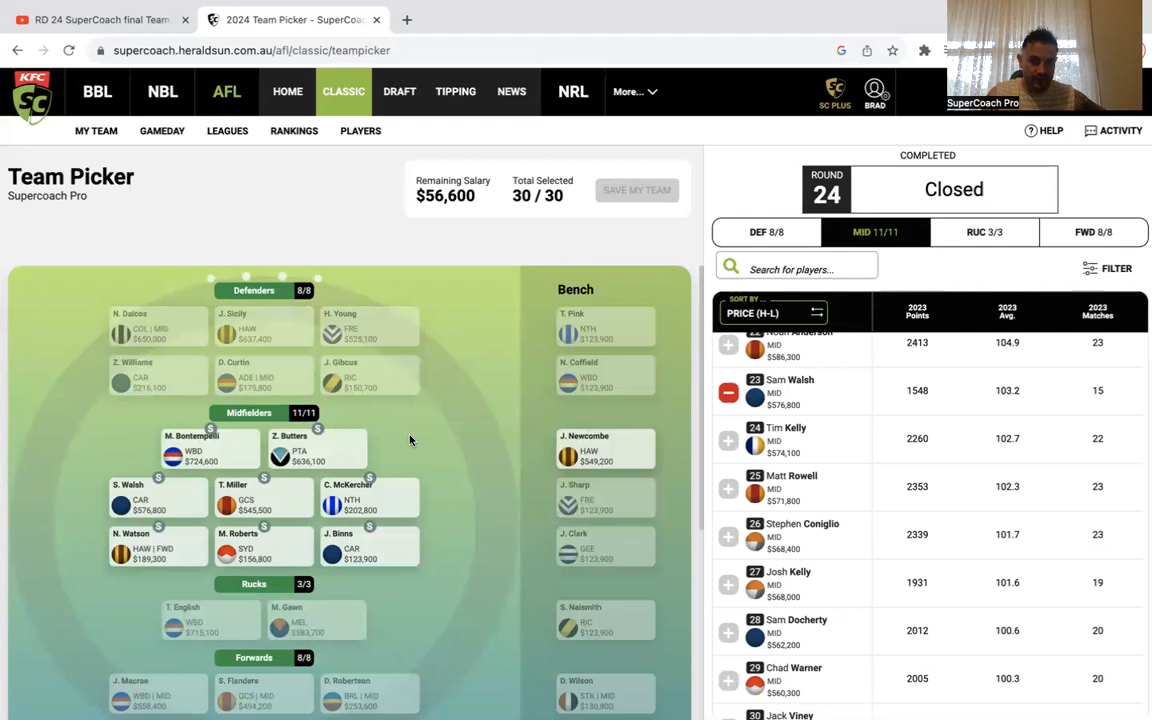 RD 24 SuperCoach final Team
2024 Team Picker - SuperCoac
supercoach.heraldsun.com.au/afl/classic/teampicker
SuperCoach Pro
KFC
SC
BBL
NBL
AFL
HOME
CLASSIC
DRAFT
TIPPING
NEWS
NRL
More...
SC PLUS
BRAD
MY TEAM
GAMEDAY
LEAGUES
RANKINGS
PLAYERS
HELP
ACTIVITY
Team Picker
Supercoach Pro
Remaining Salary
$56,600
Total Selected
30 / 30
SAVE MY TEAM
COMPLETED
ROUND
24
Closed
DEF 8/8
MID 11/11
RUC 3/3
FWD 8/8
Search for players...
FILTER
Defenders 8/8
Bench
N. Daicos
COL | MID
$650,000
J. Sicily
HAW
$637,400
H. Young
FRE
$525,100
T. Pink
NTH
$123,900
Z. Williams
CAR
$216,100
D. Curtin
ADE | MID
$175,800
J. Gibcus
RIC
$150,700
N. Coffield
WBD
$123,900
Midfielders 11/11
M. Bontempelli
WBD
$724,600
S
Z. Butters
PTA
$636,100
S
J. Newcombe
HAW
$549,200
S. Walsh
CAR
$576,800
S
T. Miller
GCS
$545,500
S
C. McKercher
NTH
$202,800
S
J. Sharp
FRE
$123,900
N. Watson
HAW | FWD
$189,300
S
M. Roberts
SYD
$156,800
S
J. Binns
CAR
$123,900
S
J. Clark
GEE
$123,900
Rucks 3/3
T. English
WBD
$715,100
M. Gawn
MEL
$583,700
S. Naismith
RIC
$123,900
Forwards 8/8
J. Macrae
WBD | MID
$559,400
S. Flanders
GCS | MID
$494,200
D. Robertson
BRL | MID
$253,600
D. Wilson
STK | MID
$130,800
SORT BY ...
PRICE (H-L)
2023 Points
2023 Avg.
2023 Matches
22 Noah Anderson
MID
$586,300
2413 104.9 23
23 Sam Walsh
MID
$576,800
1548 103.2 15
24 Tim Kelly
MID
$574,100
2260 102.7 22
25 Matt Rowell
MID
$571,800
2353 102.3 23
26 Stephen Coniglio
MID
$568,400
2339 101.7 23
27 Josh Kelly
MID
$568,000
1931 101.6 19
28 Sam Docherty
MID
$562,200
2012 100.6 20
29 Chad Warner
MID
$560,300
2005 100.3 20
30 Jack Viney